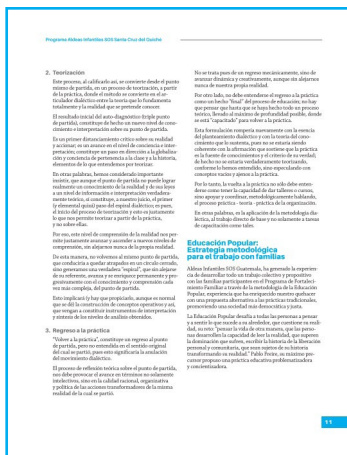 Programa Aldeas Infantiles SOS Santa Cruz del Quiché
2. Teorización
Este proceso, al calificarlo así, se convierte desde el punto
mismo de partida, en un proceso de teorización, a partir
de la práctica, donde el método se convierte en el ar-
ticulador dialéctico entre la teoría que lo fundamenta
totalmente y la realidad que se pretende conocer.
El resultado inicial del auto-diagnóstico (triple punto
de partida), constituye de hecho un nuevo nivel de cono-
cimiento e interpretación sobre su punto de partida.
Es un primer distanciamiento crítico sobre su realidad
y accionar; es un avance en el nivel de conciencia e inter-
pretación; constituye un paso en dirección a la globaliza-
ción y conciencia de pertenencia a la clase y a la historia,
elementos de lo que entendemos por teorizar.
En otras palabras, hemos considerado importante
insistir, que aunque el punto de partida no puede lograr
realmente un conocimiento de la realidad y de sus leyes
a un nivel de información e interpretación verdadera-
mente teórico, sí constituye, a nuestro juicio, el primer
(y elemental quizá) paso del espiral dialéctico; es pues,
el inicio del proceso de teorización y esto es justamente
lo que nos permite teorizar a partir de la práctica,
y no sobre ellas.
Por eso, este nivel de comprensión de la realidad nos per-
mite justamente avanzar y ascender a nuevos niveles de
comprensión, sin alejarnos nunca de la propia realidad.
De esta manera, no volvemos al mismo punto de partida,
que conduciría a quedar atrapados en un círculo cerrado,
sino generamos una verdadera "espiral", que sin alejarse
de su referente, avanza y se enriquece permanente y pro-
gresivamente con el conocimiento y comprensión cada
vez más compleja, del punto de partida.
Esto implicará (y hay que propiciarlo, aunque es normal
que se dé) la construcción de conceptos operativos y así,
que vengan a constituir instrumentos de interpretación
y síntesis de los niveles de análisis obtenidos.
3. Regreso a la práctica
"Volver a la práctica", constituye un regreso al punto
de partida, pero no entendida en el sentido original
del cual se partió, pues esto significaría la anulación
del movimiento dialéctico.
El proceso de reflexión teórica sobre el punto de partida,
nos debe provocar el avance en términos no solamente
intelectivos, sino en la calidad racional, organizativa
y política de las acciones transformadoras de la misma
realidad de la cual se partió.
No se trata pues de un regreso mecánicamente, sino de
avanzar dinámica y creativamente, aunque sin alejarnos
nunca de nuestra propia realidad.
Por otro lado, no debe entenderse el regreso a la práctica
como un hecho "final" del proceso de educación; no hay
que pensar que hasta que se haya hecho todo un proceso
teórico, llevado al máximo de profundidad posible, donde
se está "capacitado" para volver a la práctica.
Esta formulación rompería nuevamente con la esencia
del planteamiento dialéctico y con la teoría del cono-
cimiento que lo sustenta, pues no se estaría siendo
coherente con la afirmación que sostiene que la práctica
es la fuente de conocimientos y el criterio de su verdad;
de hecho no se estaría verdaderamente teorizando,
conforme lo hemos entendido, sino especulando con
conceptos vacíos y ajenos a la práctica.
Por lo tanto, la vuelta a la práctica no sólo debe enten-
derse como tener la capacidad de dar talleres o cursos,
sino apoyar y coordinar, metodológicamente hablando,
el proceso práctica - teoría - práctica de la organización.
En otras palabras, es la aplicación de la metodología dia-
léctica, al trabajo directo de base y no solamente a tareas
de capacitación como tales.
Educación Popular:
Estrategia metodológica
para el trabajo con familias
Aldeas Infantiles SOS Guatemala, ha generado la experien-
cia de desarrollar todo un trabajo colectivo y propositivo
con las familias participantes en el Programa de Fortaleci-
miento Familiar a través de la metodología de la Educación
Popular, experiencia que ha enriquecido nuestro quehacer
con una propuesta alternativa a las prácticas tradicionales,
promoviendo una sociedad más democrática y justa.
La Educación Popular desafía a todas las personas a pensar
y a sentir lo que sucede a su alrededor, que cuestione su reali-
dad, su reto: "pensar la vida de otra manera, que las perso-
nas desarrollen la capacidad de leer la realidad, que superen
la dominación que sufren, escribir la historia de la liberación
personal y comunitaria, que sean sujetos de su historia
transformando su realidad." Pablo Freire, su máximo pre-
cursor propuso una práctica educativa problematizadora
y concientizadora.
11